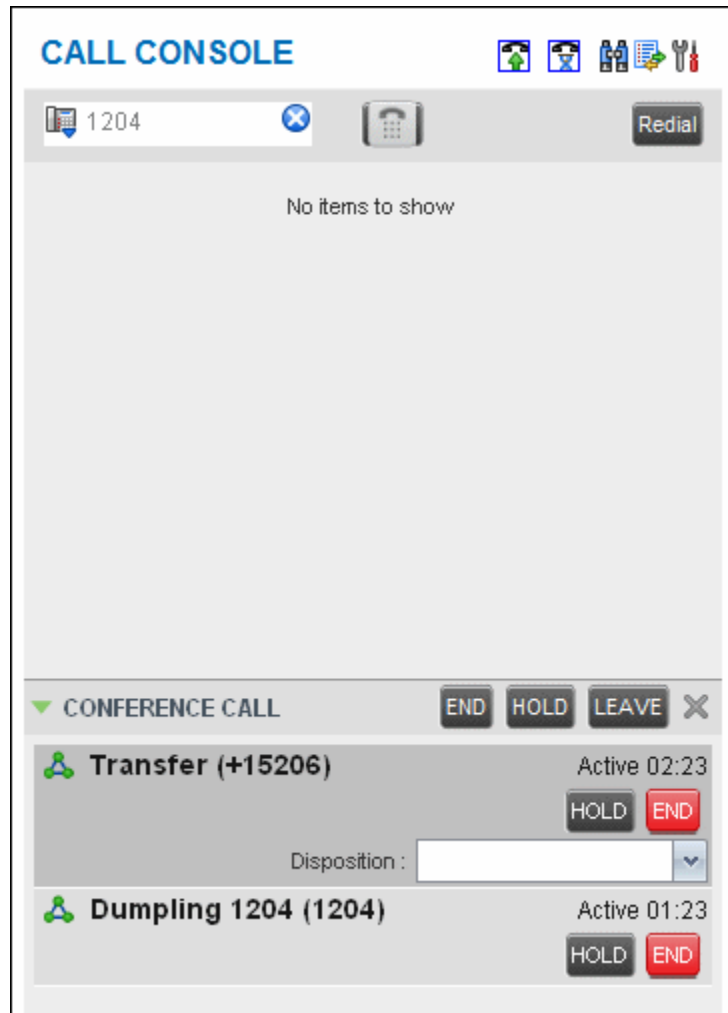 CALL CONSOLE
1204
Redial
No items to show
CONFERENCE CALL END HOLD LEAVE
Transfer (+15206) Active 02:23
HOLD END
Disposition :
Dumpling 1204 (1204) Active 01:23
HOLD END